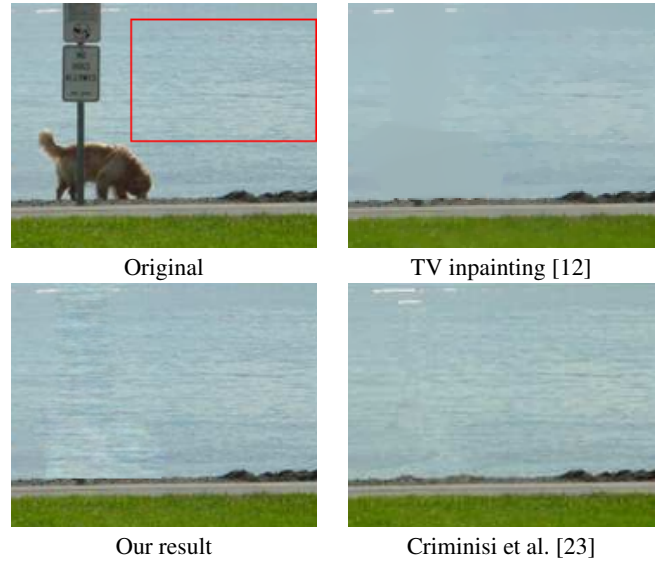 Original
TV inpainting [12]
Our result
Criminisi et al. [23]